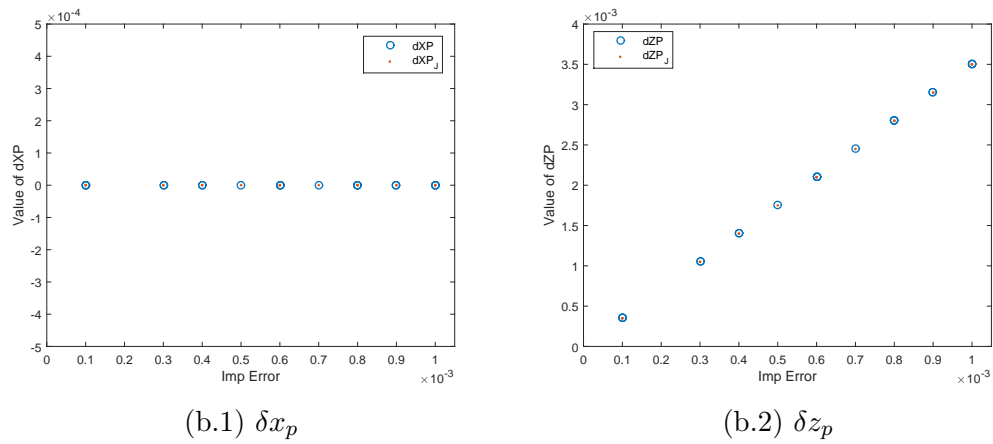 ×10⁻⁴
5
4
3
2
1
0
-1
-2
-3
-4
-5
Value of dXP
dXP
dXP_J
0 0.1 0.2 0.3 0.4 0.5 0.6 0.7 0.8 0.9 1
Imp Error
×10⁻³
(b.1) δx_p
×10⁻³
4
3.5
3
2.5
2
1.5
1
0.5
0
Value of dZP
dZP
dZP_J
0 0.1 0.2 0.3 0.4 0.5 0.6 0.7 0.8 0.9 1
Imp Error
×10⁻³
(b.2) δz_p